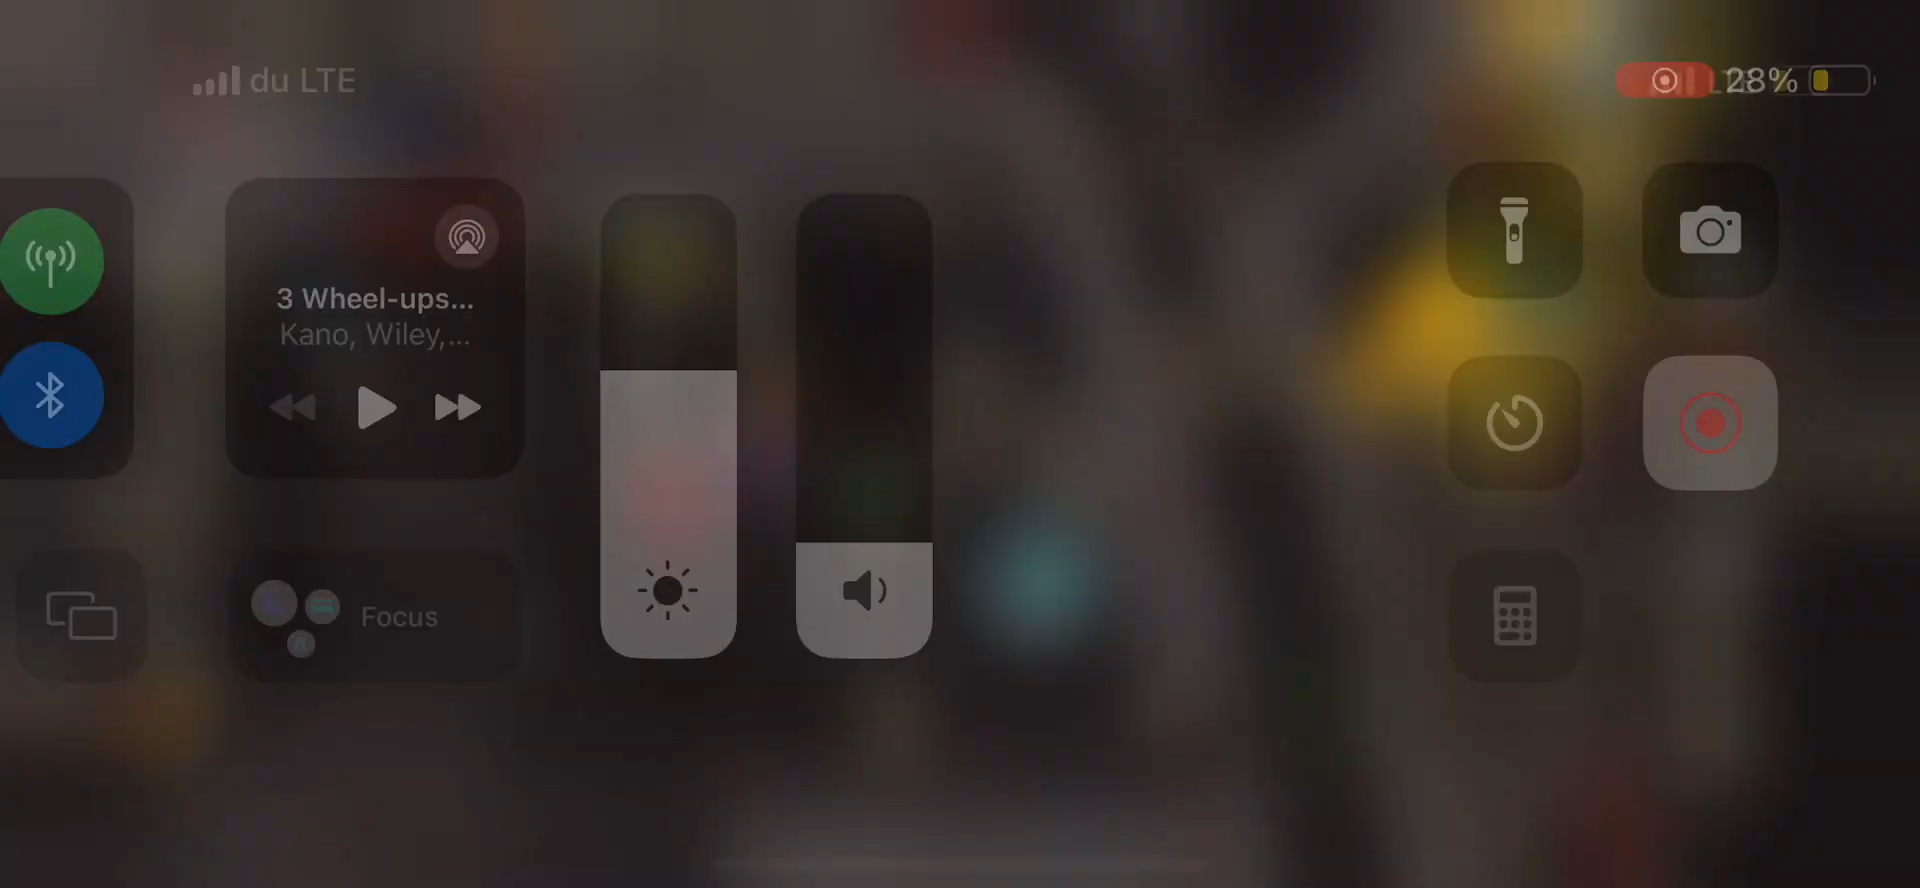 du LTE
28%
3 Wheel-ups...
Kano, Wiley,...
Focus